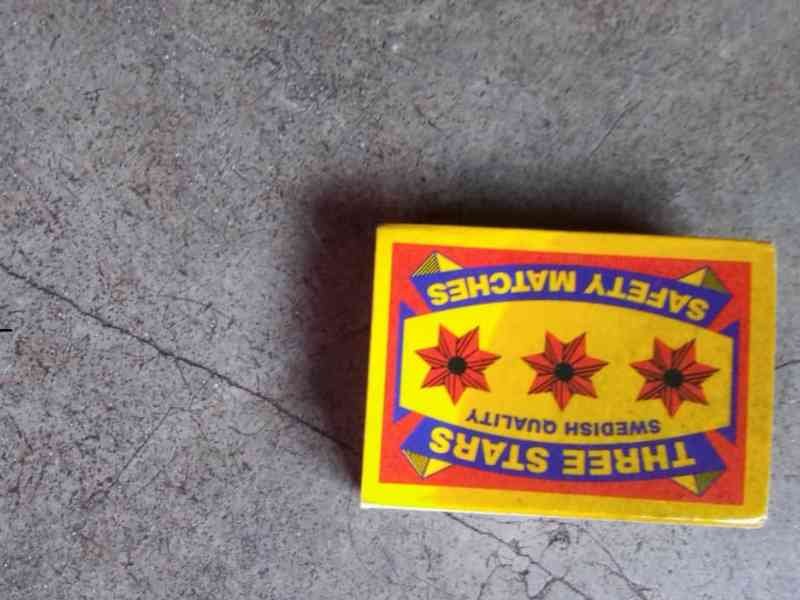 THREE STARS
SWEDISH QUALITY
SAFETY MATCHES